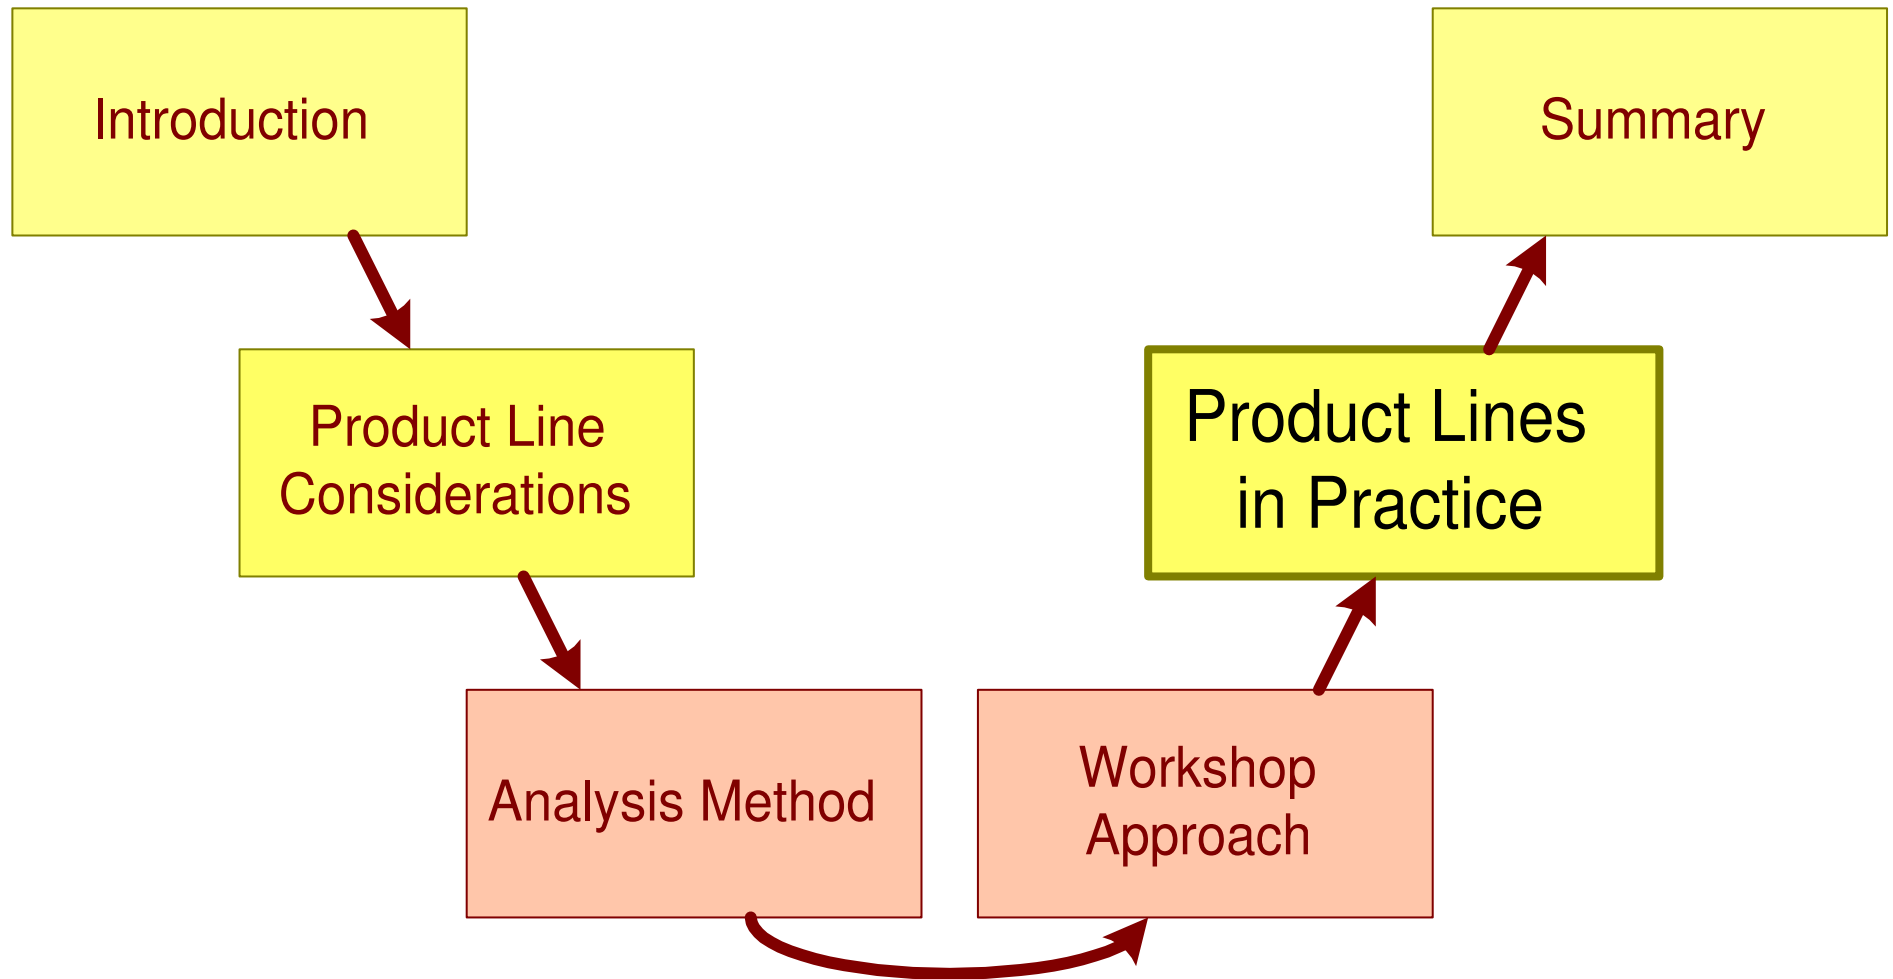 Introduction
Product Line
Considerations
Analysis Method
Workshop
Approach
Product Lines
in Practice
Summary